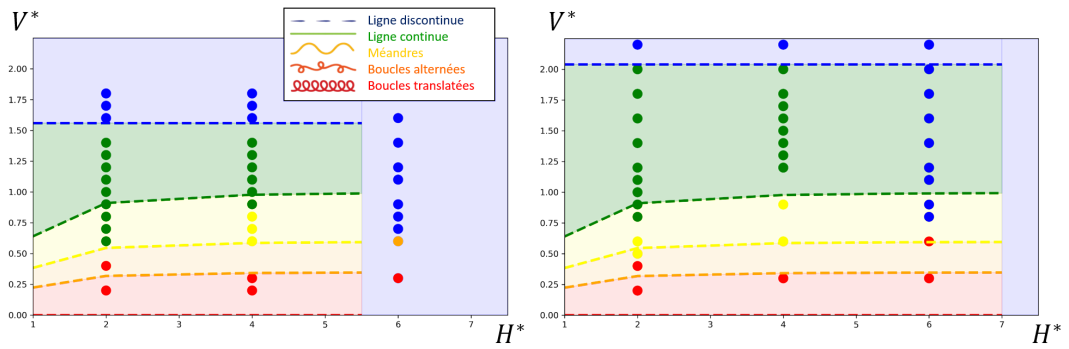 V*
Ligne discontinue
Ligne continue
Méandres
Boucles alternées
Boucles translatées
2.00
1.75
1.50
1.25
1.00
0.75
0.50
0.25
0.00
1 2 3 4 5 6 7
H*
V*
2.00
1.75
1.50
1.25
1.00
0.75
0.50
0.25
0.00
1 2 3 4 5 6 7
H*